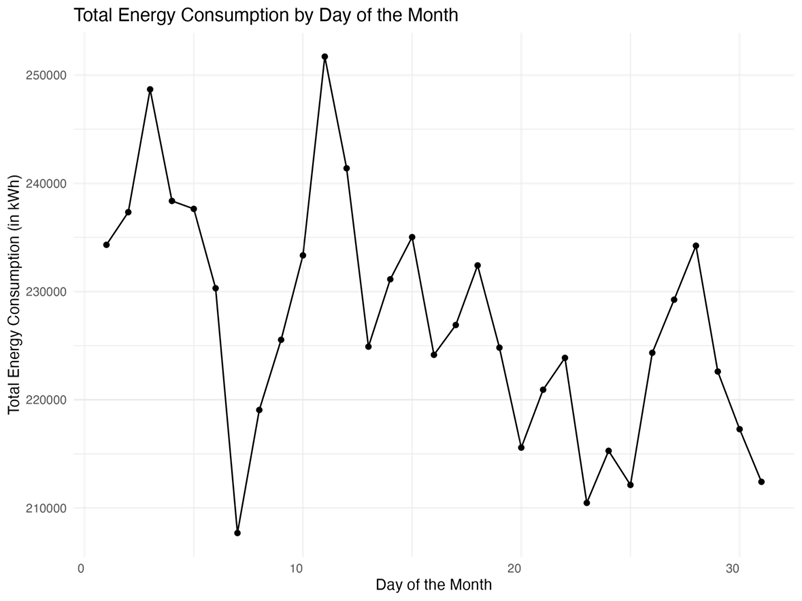 Total Energy Consumption by Day of the Month
250000
240000
230000
220000
210000
Total Energy Consumption (in kWh)
0 10 20 30
Day of the Month